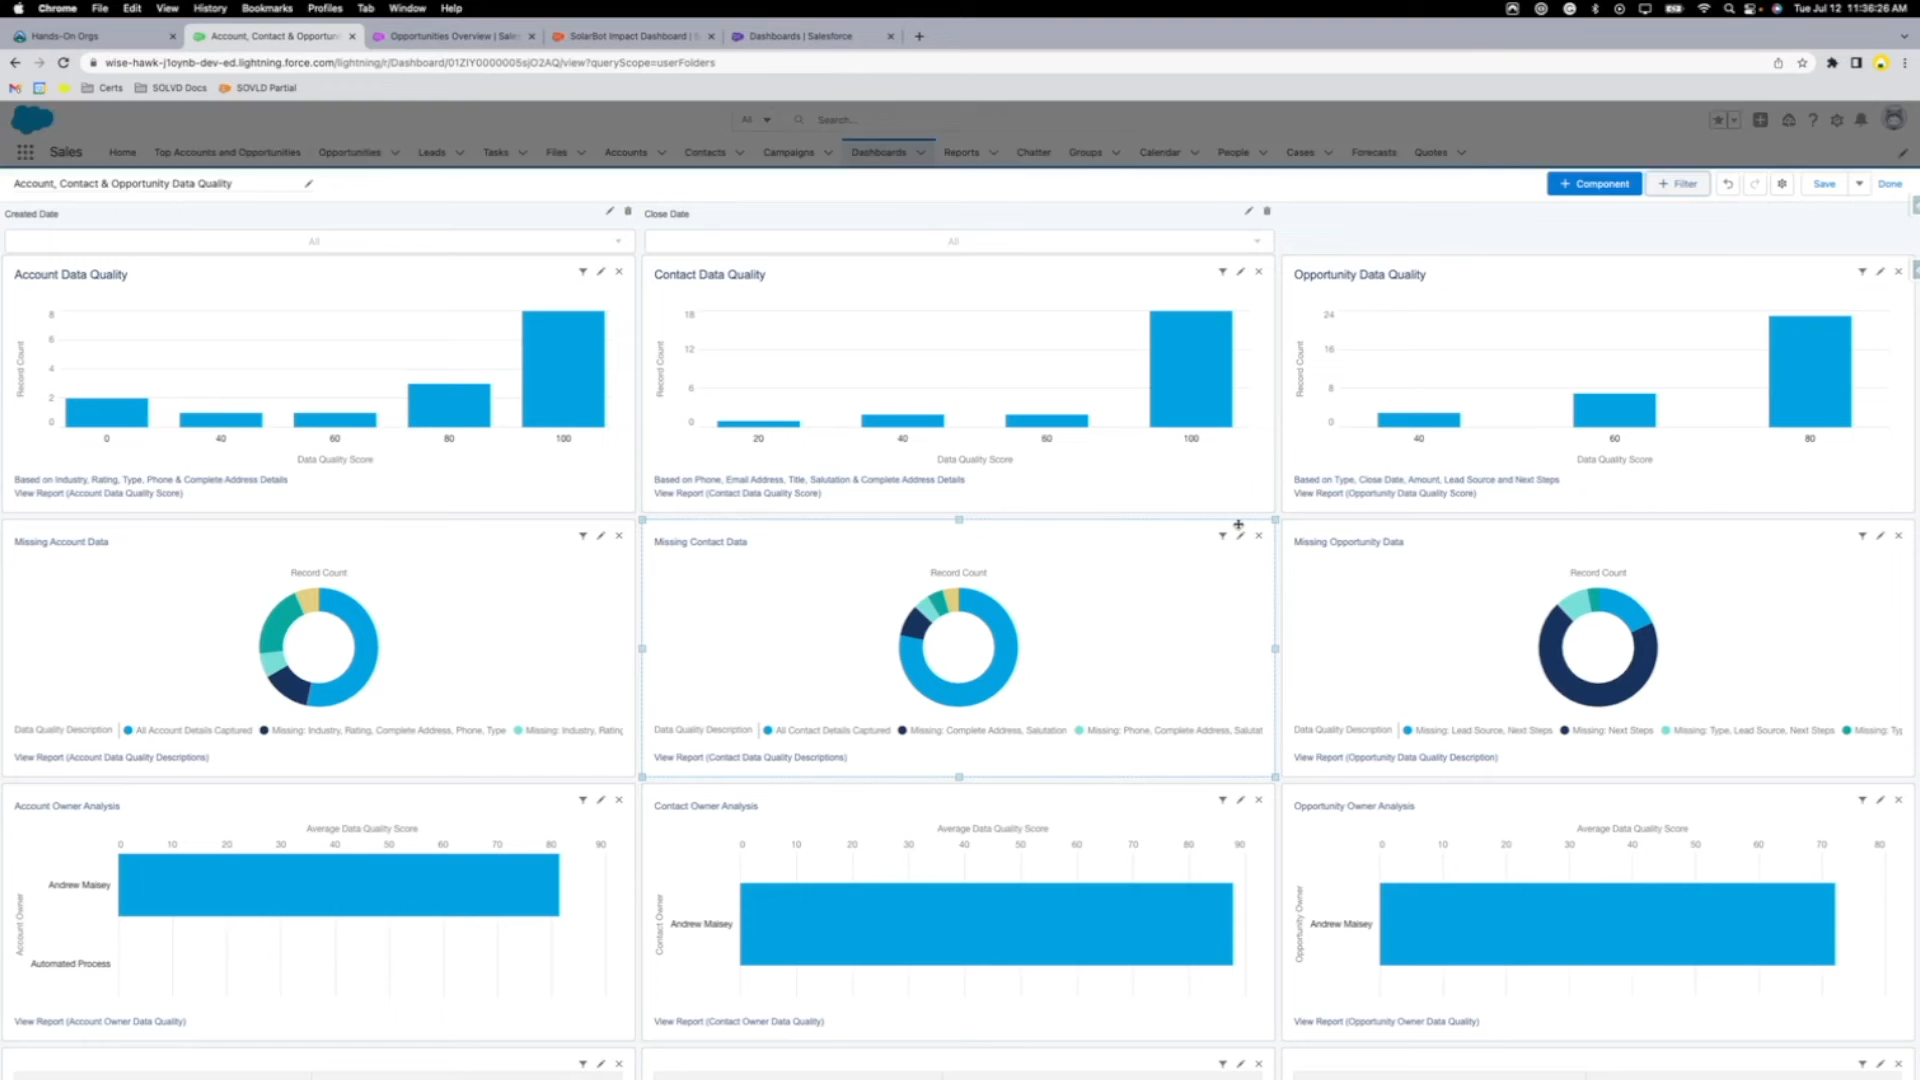 Chrome File Edit View History Bookmarks Profiles Tab Window Help Tue Jul 12 11:36:26 AM
Hands-On Orgs Account, Contact & Opportuni Opportunities Overview | Sale SolarBot Impact Dashboard | S Dashboards | Salesforce
wise-hawk-j1oynb-dev-ed.lightning.force.com/lightning/r/Dashboard/01ZIY0000005sjO2AQ/view?queryScope=userFolders
Certs SOLVD Docs SOVLD Partial
All Search...
Sales Home Top Accounts and Opportunities Opportunities Leads Tasks Files Accounts Contacts Campaigns Dashboards Reports Chatter Groups Calendar People Cases Forecasts Quotes
Account, Contact & Opportunity Data Quality + Component + Filter Save Done
Created Date Close Date
All All
Account Data Quality
Record Count
8
6
4
2
0
0 40 60 80 100
Data Quality Score
Based on Industry, Rating, Type, Phone & Complete Address Details
View Report (Account Data Quality Score)
Contact Data Quality
Record Count
18
12
6
0
20 40 60 100
Data Quality Score
Based on Phone, Email Address, Title, Salutation & Complete Address Details
View Report (Contact Data Quality Score)
Opportunity Data Quality
Record Count
24
16
8
0
40 60 80
Data Quality Score
Based on Type, Close Date, Amount, Lead Source and Next Steps
View Report (Opportunity Data Quality Score)
Missing Account Data
Record Count
Data Quality Description All Account Details Captured Missing: Industry, Rating, Complete Address, Phone, Type Missing: Industry, Rating
View Report (Account Data Quality Descriptions)
Missing Contact Data
Record Count
Data Quality Description All Contact Details Captured Missing: Complete Address, Salutation Missing: Phone, Complete Address, Salutat
View Report (Contact Data Quality Descriptions)
Missing Opportunity Data
Record Count
Data Quality Description Missing: Lead Source, Next Steps Missing: Next Steps Missing: Type, Lead Source, Next Steps Missing: Typ
View Report (Opportunity Data Quality Description)
Account Owner Analysis
Average Data Quality Score
0 10 20 30 40 50 60 70 80 90
Account Owner
Andrew Maisey
Automated Process
View Report (Account Owner Data Quality)
Contact Owner Analysis
Average Data Quality Score
0 10 20 30 40 50 60 70 80 90
Contact Owner
Andrew Maisey
View Report (Contact Owner Data Quality)
Opportunity Owner Analysis
Average Data Quality Score
0 10 20 30 40 50 60 70 80
Opportunity Owner
Andrew Maisey
View Report (Opportunity Owner Data Quality)